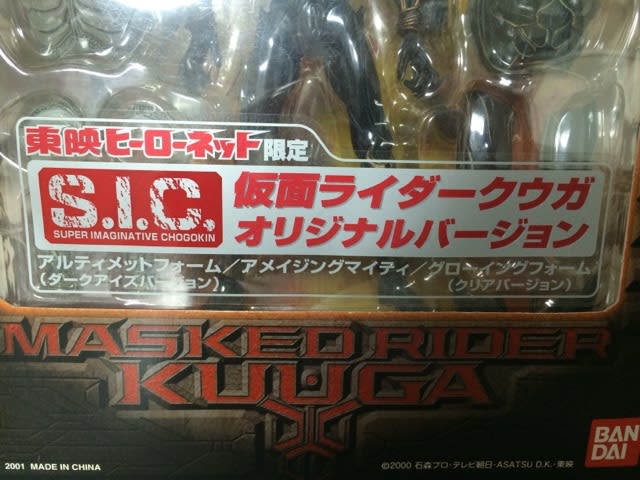 東映ヒーローネット限定
S.I.C.
SUPER IMAGINATIVE CHOGOKIN
仮面ライダークウガ
オリジナルバージョン
アルティメットフォーム/アメイジングマイティ/グローイングフォーム
(ダークアイズバージョン) (クリアバージョン)
MASKED RIDER
KUUGA
BAN
DAI
2001 MADE IN CHINA
©2000 石森プロ・テレビ朝日・ASATSU D.K.・東映